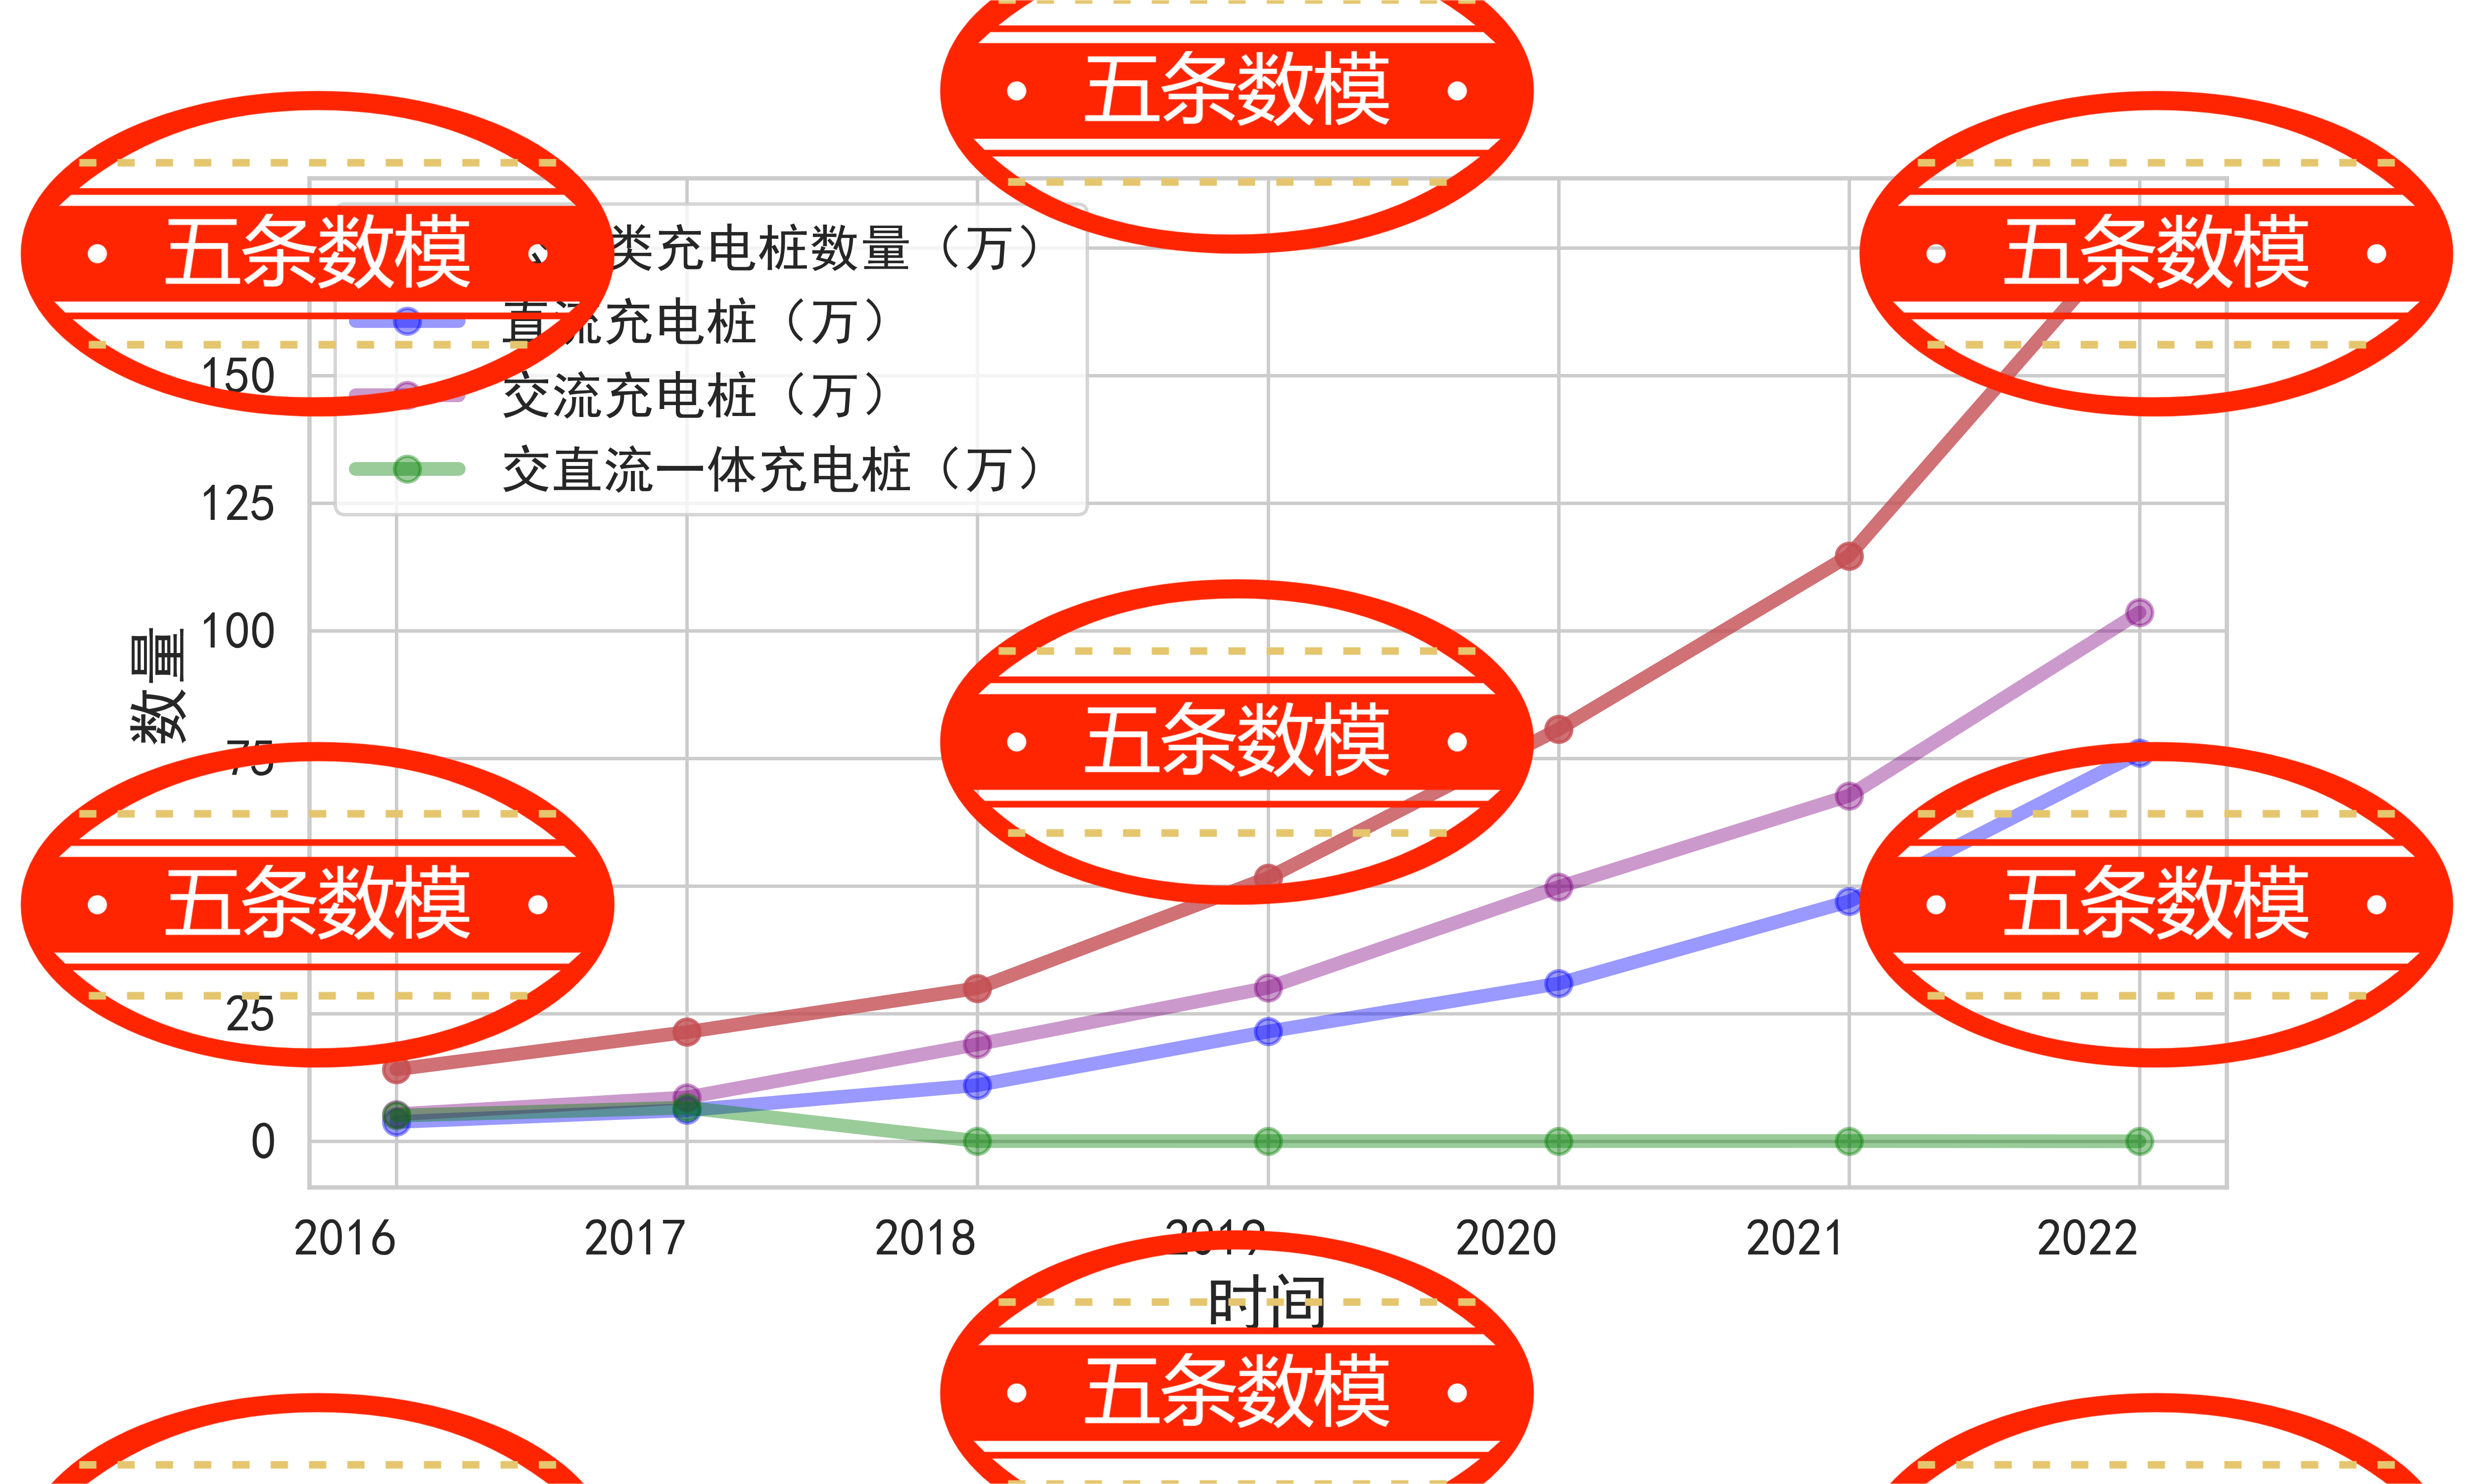 五条数模
五条数模
五条数模
类充电桩数量（万）
直流充电桩（万）
交流充电桩（万）
交直流一体充电桩（万）
150
125
100
数量
75
五条数模
五条数模
五条数模
25
0
2016
2017
2018
2019
2020
2021
2022
时间
五条数模